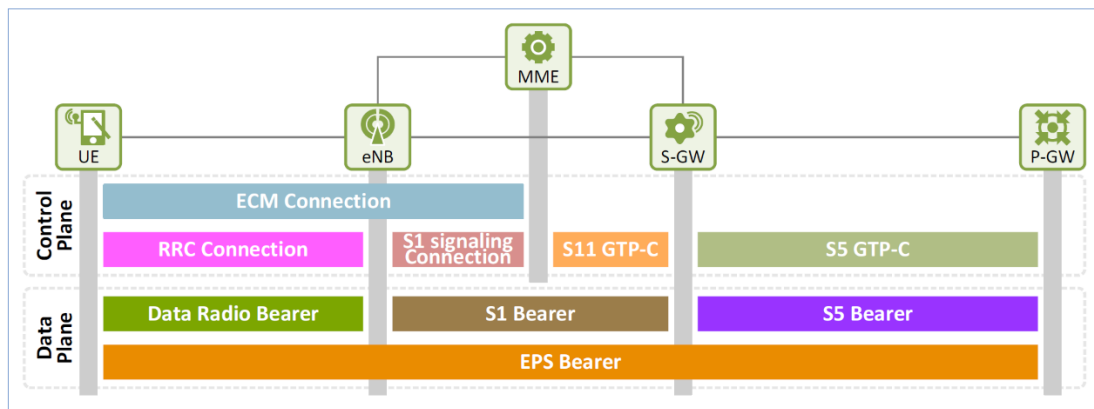 MME
UE
eNB
S-GW
P-GW
Control
Plane
ECM Connection
RRC Connection
S1 signaling
Connection
S11 GTP-C
S5 GTP-C
Data
Plane
Data Radio Bearer
S1 Bearer
S5 Bearer
EPS Bearer